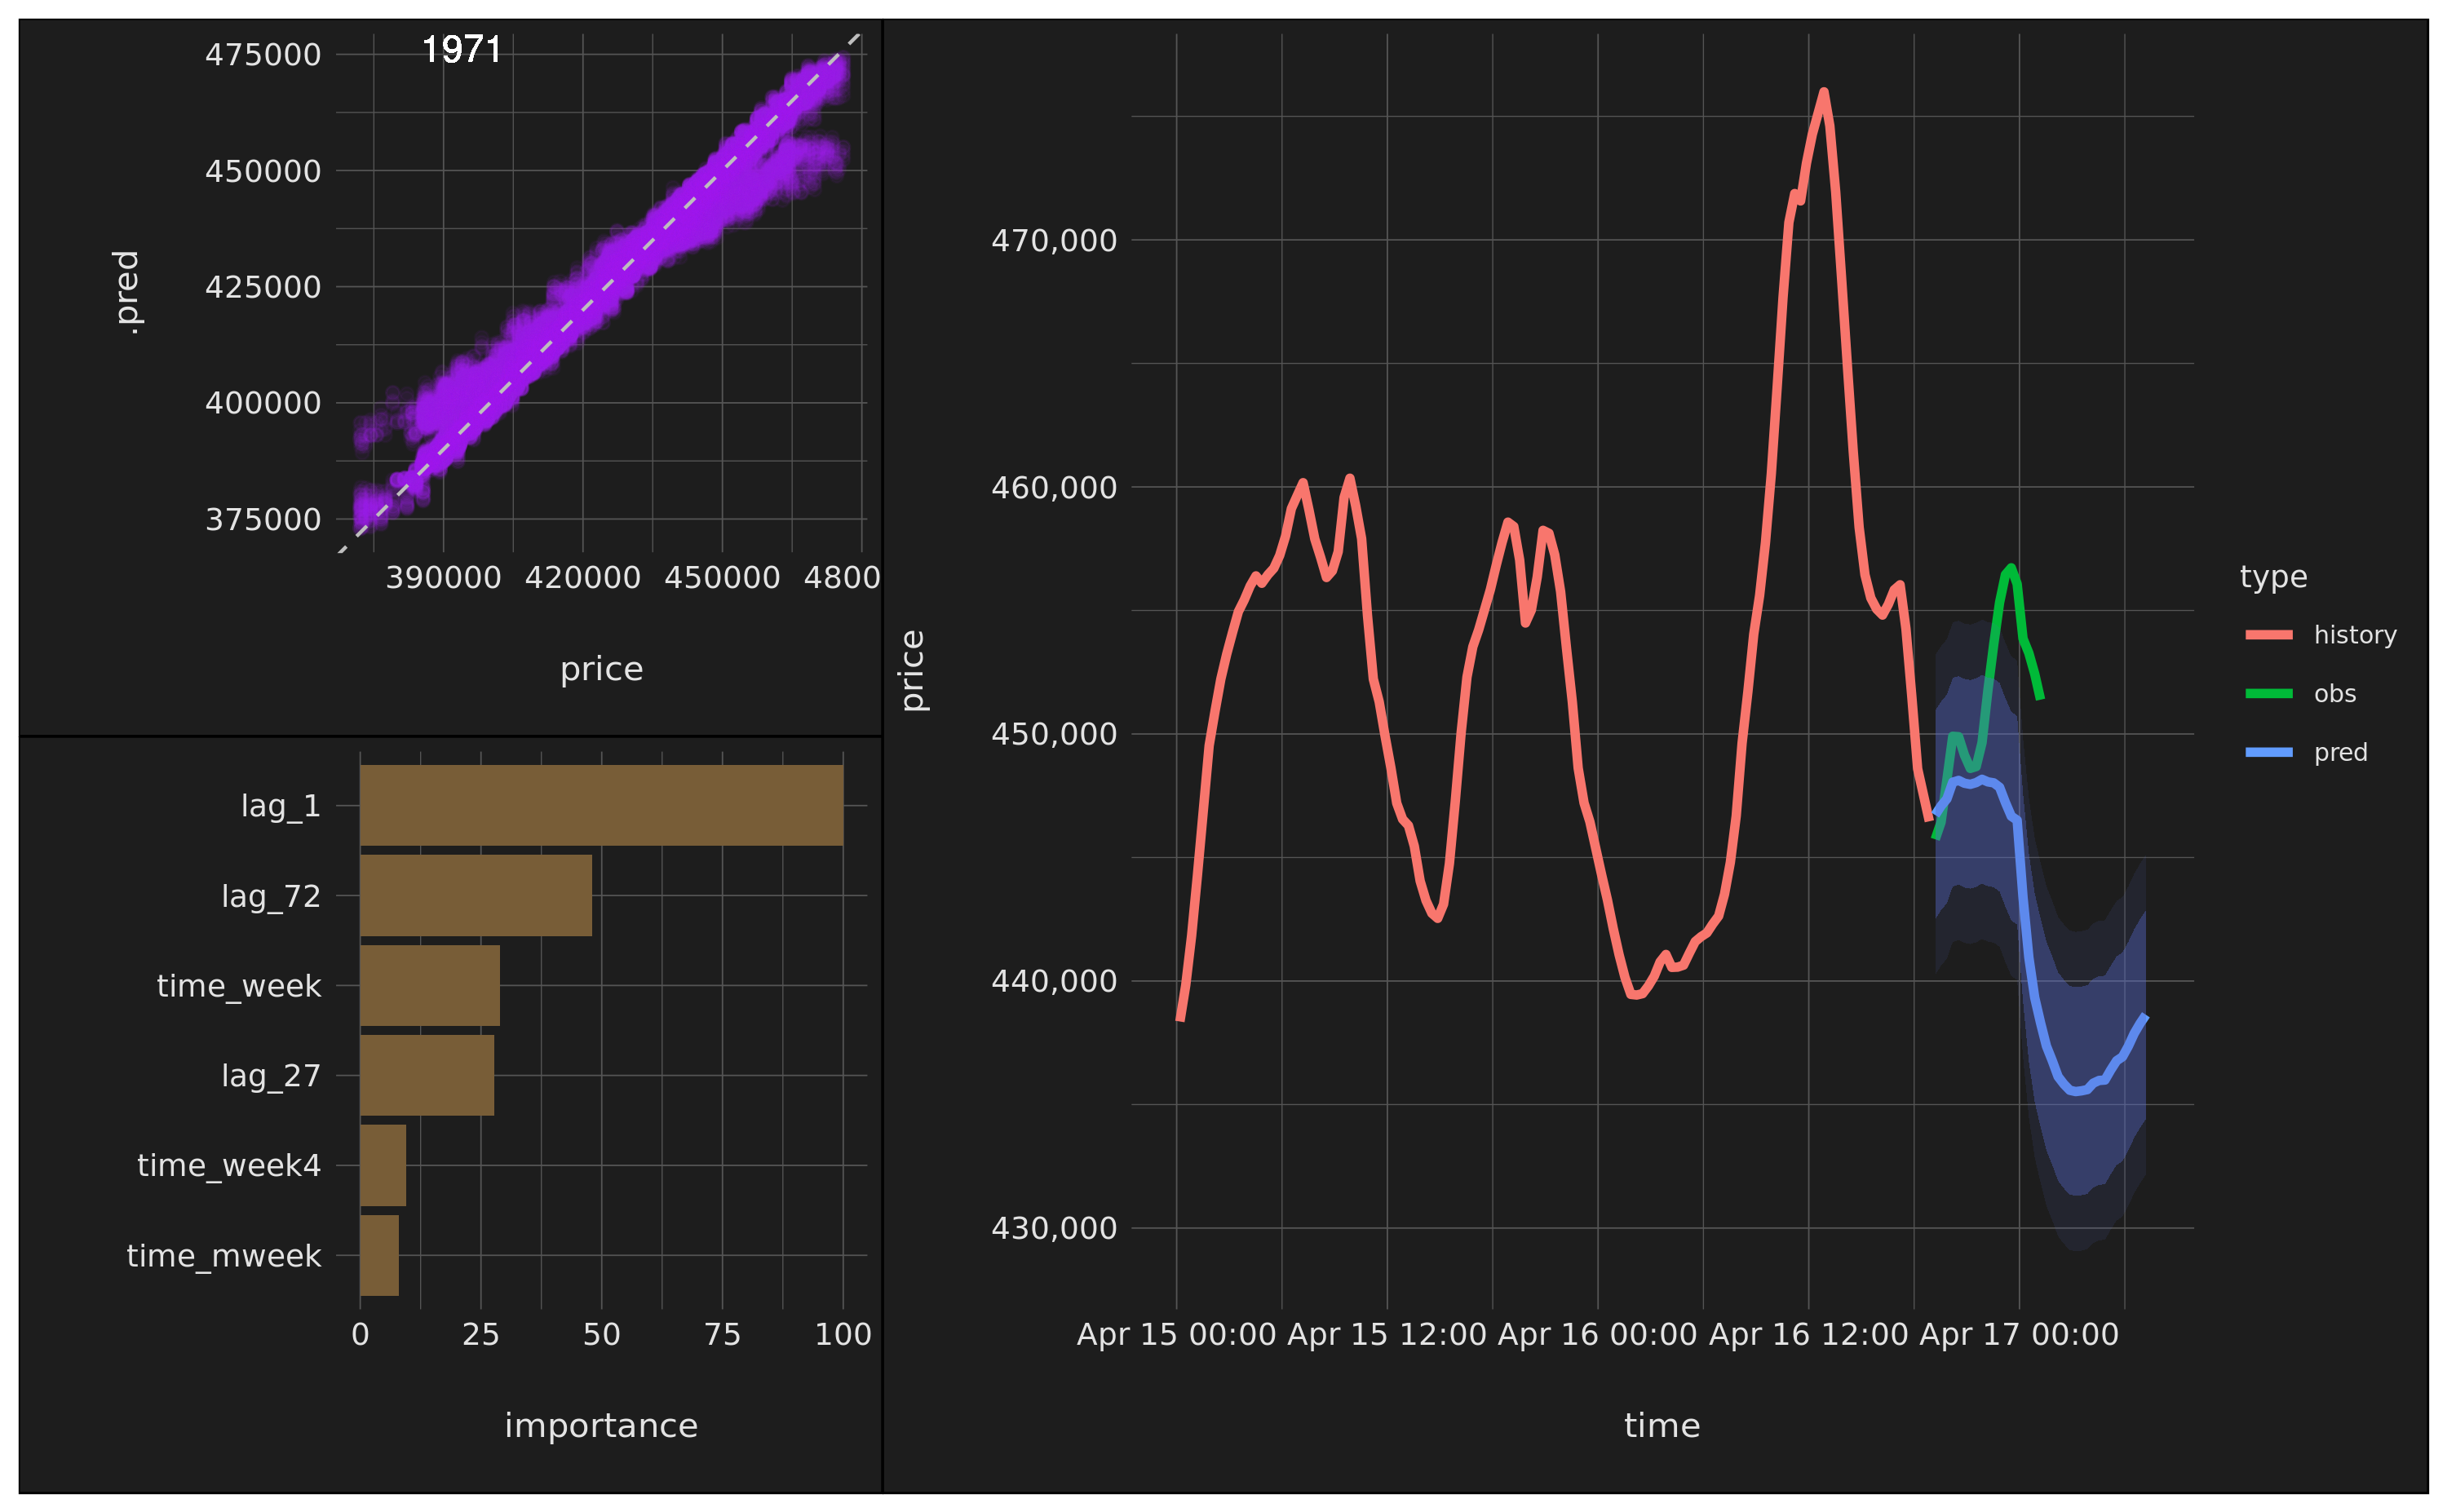 1971
475000
450000
425000
400000
375000
.pred
390000 420000 450000 4800
price
lag_1
lag_72
time_week
lag_27
time_week4
time_mweek
0 25 50 75 100
importance
470,000
460,000
450,000
440,000
430,000
price
Apr 15 00:00 Apr 15 12:00 Apr 16 00:00 Apr 16 12:00 Apr 17 00:00
time
type
history
obs
pred